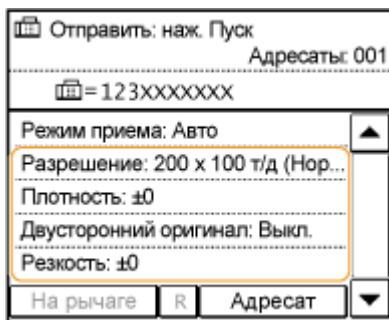 Отправить: наж. Пуск
Адресаты: 001
=123XXXXXXX
Режим приема: Авто
Разрешение: 200 x 100 т/д (Нор...
Плотность: ±0
Двусторонний оригинал: Выкл.
Резкость: ±0
На рычаге R Адресат